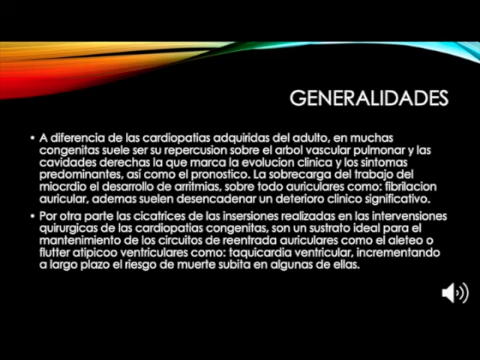 GENERALIDADES
• A diferencia de las cardiopatias adquiridas del adulto, en muchas
congenitas suele ser su repercusion sobre el arbol vascular pulmonar y las
cavidades derechas la que marca la evolucion clinica y los sintomas
predominantes, así como el pronostico. La sobrecarga del trabajo del
miocrdio el desarrollo de arritmias, sobre todo auriculares como: fibrilacion
auricular, ademas suelen desencadenar un deterioro clinico significativo.
• Por otra parte las cicatrices de las insersiones realizadas en las intervensiones
quirurgicas de las cardiopatias congenitas, son un sustrato ideal para el
mantenimiento de los circuitos de reentrada auriculares como el aleteo o
flutter atipicoo ventriculares como: taquicardia ventricular, incrementando
a largo plazo el riesgo de muerte subita en algunas de ellas.